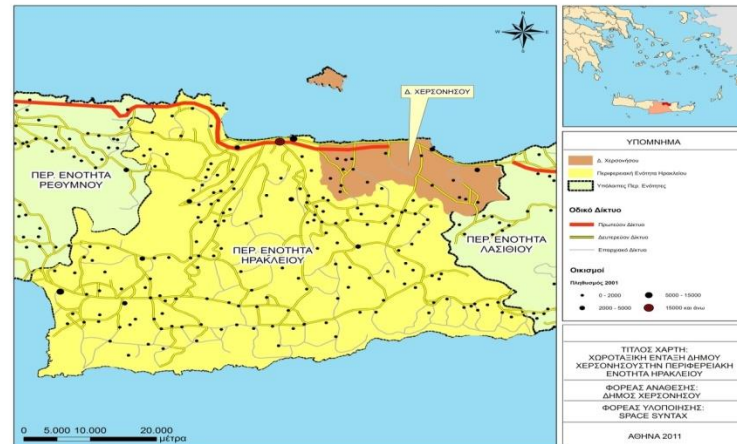 N
W
E
S
Δ. ΧΕΡΣΟΝΗΣΟΥ
ΠΕΡ. ΕΝΟΤΗΤΑ
ΡΕΘΥΜΝΟΥ
ΠΕΡ. ΕΝΟΤΗΤΑ
ΗΡΑΚΛΕΙΟΥ
ΠΕΡ. ΕΝΟΤΗΤΑ
ΛΑΣΙΘΙΟΥ
0 5.000 10.000 20.000
μέτρα
ΥΠΟΜΝΗΜΑ
Δ. Χερσονήσου
Περιφερειακή Ενότητα Ηρακλείου
Υπόλοιπες Περ. Ενότητες
Οδικό Δίκτυο
Πρωτεύον Δίκτυο
Δευτερεύον Δίκτυο
Επαρχιακό Δίκτυο
Οικισμοί
Πληθυσμός 2001
0 - 2000
5000 - 15000
2000 - 5000
15000 και άνω
ΤΙΤΛΟΣ ΧΑΡΤΗ:
ΧΩΡΟΤΑΞΙΚΗ ΕΝΤΑΞΗ ΔΗΜΟΥ
ΧΕΡΣΟΝΗΣΟΥΣΤΗΝ ΠΕΡΙΦΕΡΕΙΑΚΗ
ΕΝΟΤΗΤΑ ΗΡΑΚΛΕΙΟΥ
ΦΟΡΕΑΣ ΑΝΑΘΕΣΗΣ:
ΔΗΜΟΣ ΧΕΡΣΟΝΗΣΟΥ
ΦΟΡΕΑΣ ΥΛΟΠΟΙΗΣΗΣ:
SPACE SYNTAX
ΑΘΗΝΑ 2011